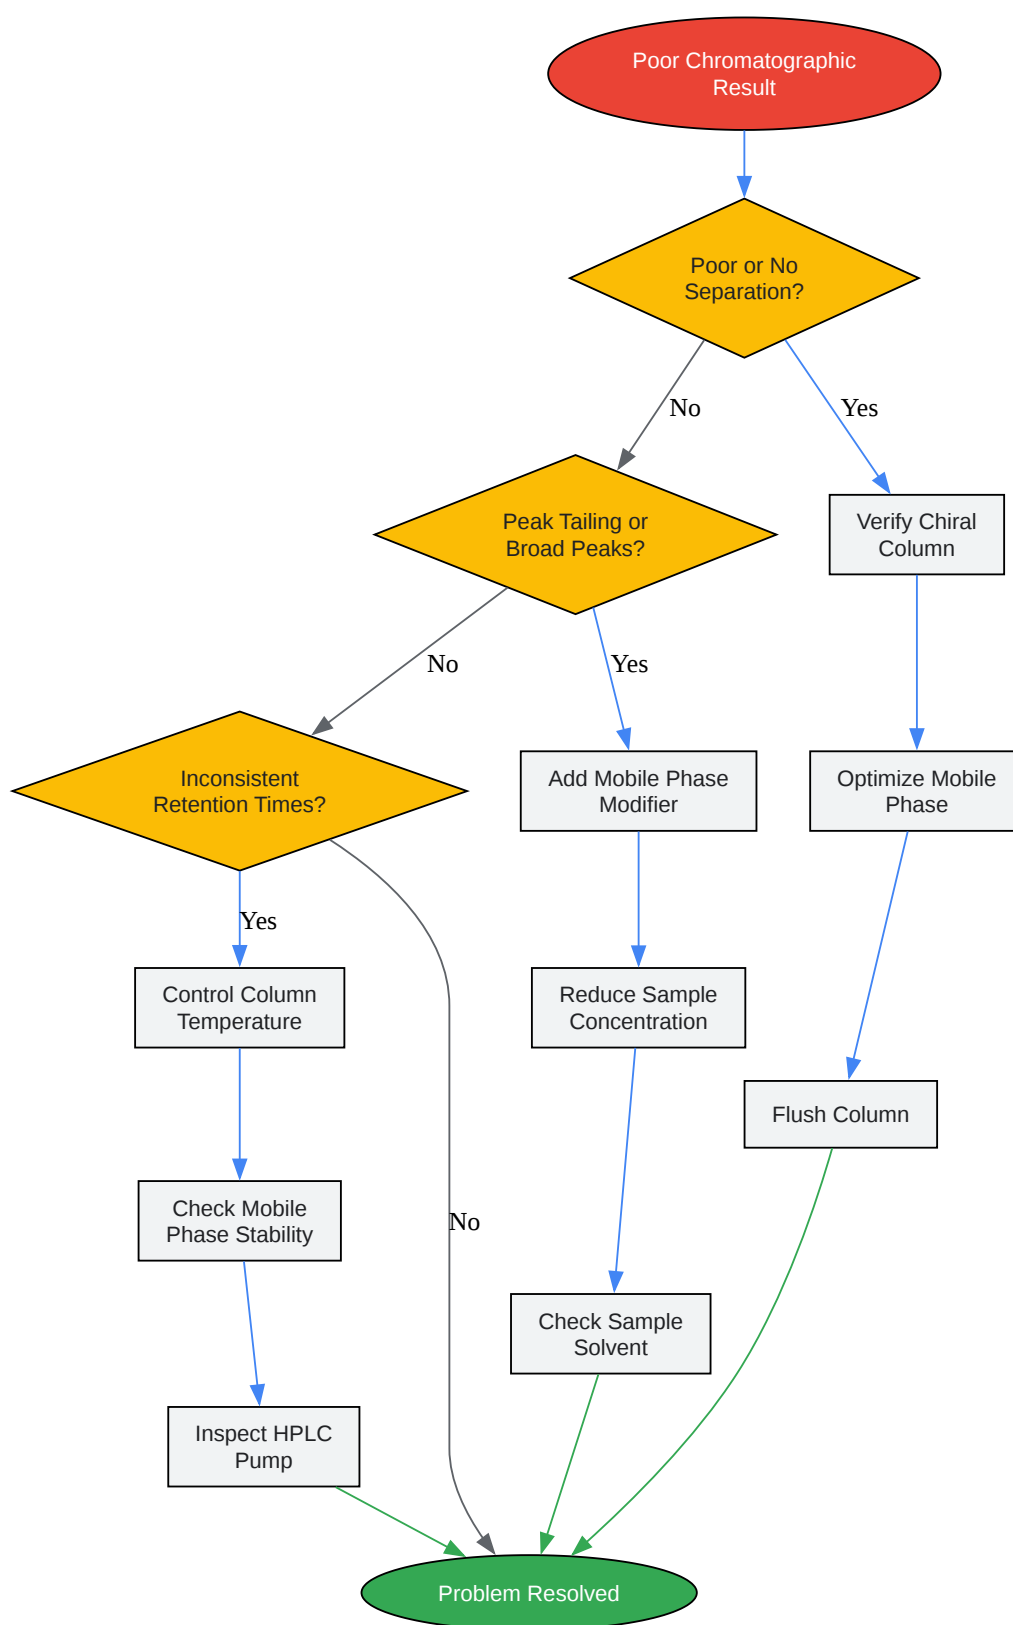 Poor Chromatographic
Result
Poor or No
Separation?
No
Yes
Peak Tailing or
Broad Peaks?
Verify Chiral
Column
No
Yes
Inconsistent
Retention Times?
Add Mobile Phase
Modifier
Optimize Mobile
Phase
Yes
Control Column
Temperature
Reduce Sample
Concentration
Flush Column
Check Mobile
Phase Stability
No
Check Sample
Solvent
Inspect HPLC
Pump
Problem Resolved